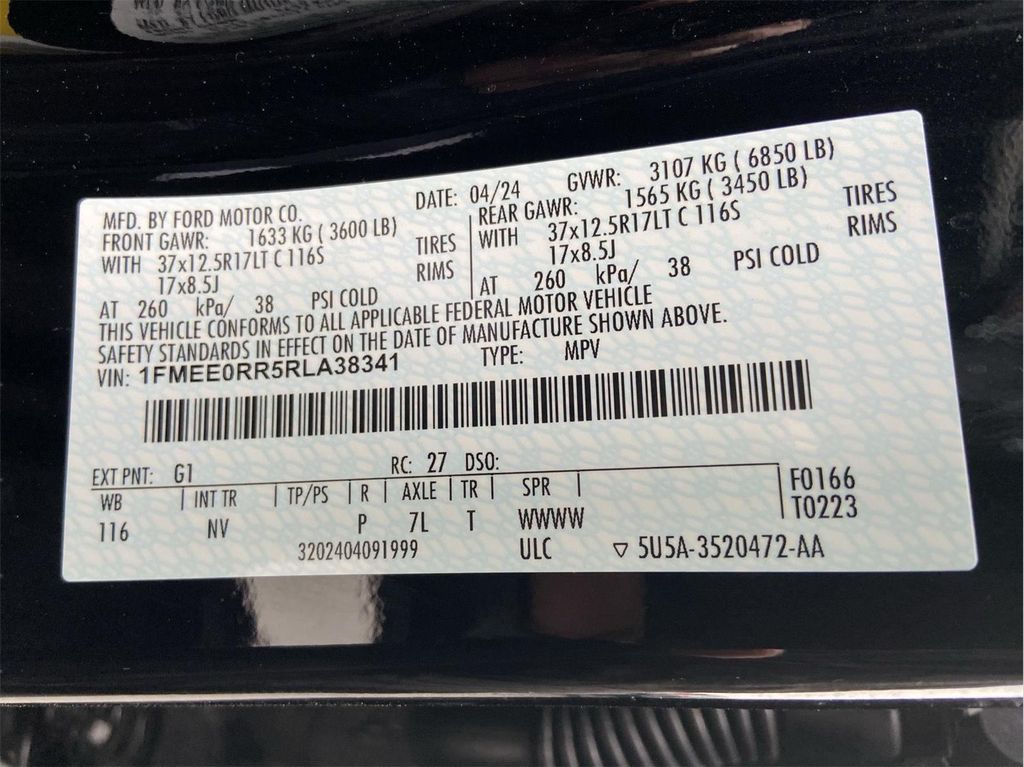 MFD. BY FORD MOTOR CO. DATE: 04/24 GVWR: 3107 KG ( 6850 LB)
FRONT GAWR: 1633 KG ( 3600 LB) REAR GAWR: 1565 KG ( 3450 LB)
WITH 37x12.5R17LT C 116S TIRES WITH 37x12.5R17LT C 116S TIRES
17x8.5J RIMS 17x8.5J RIMS
AT 260 kPa/ 38 PSI COLD AT 260 kPa/ 38 PSI COLD
THIS VEHICLE CONFORMS TO ALL APPLICABLE FEDERAL MOTOR VEHICLE
SAFETY STANDARDS IN EFFECT ON THE DATE OF MANUFACTURE SHOWN ABOVE.
VIN: 1FMEE0RR5RLA38341 TYPE: MPV
EXT PNT: G1 RC: 27 DSO:
WB INT TR TP/PS R AXLE TR SPR F0166
116 NV P 7L T WWWW T0223
3202404091999 ULC ▽ 5U5A-3520472-AA